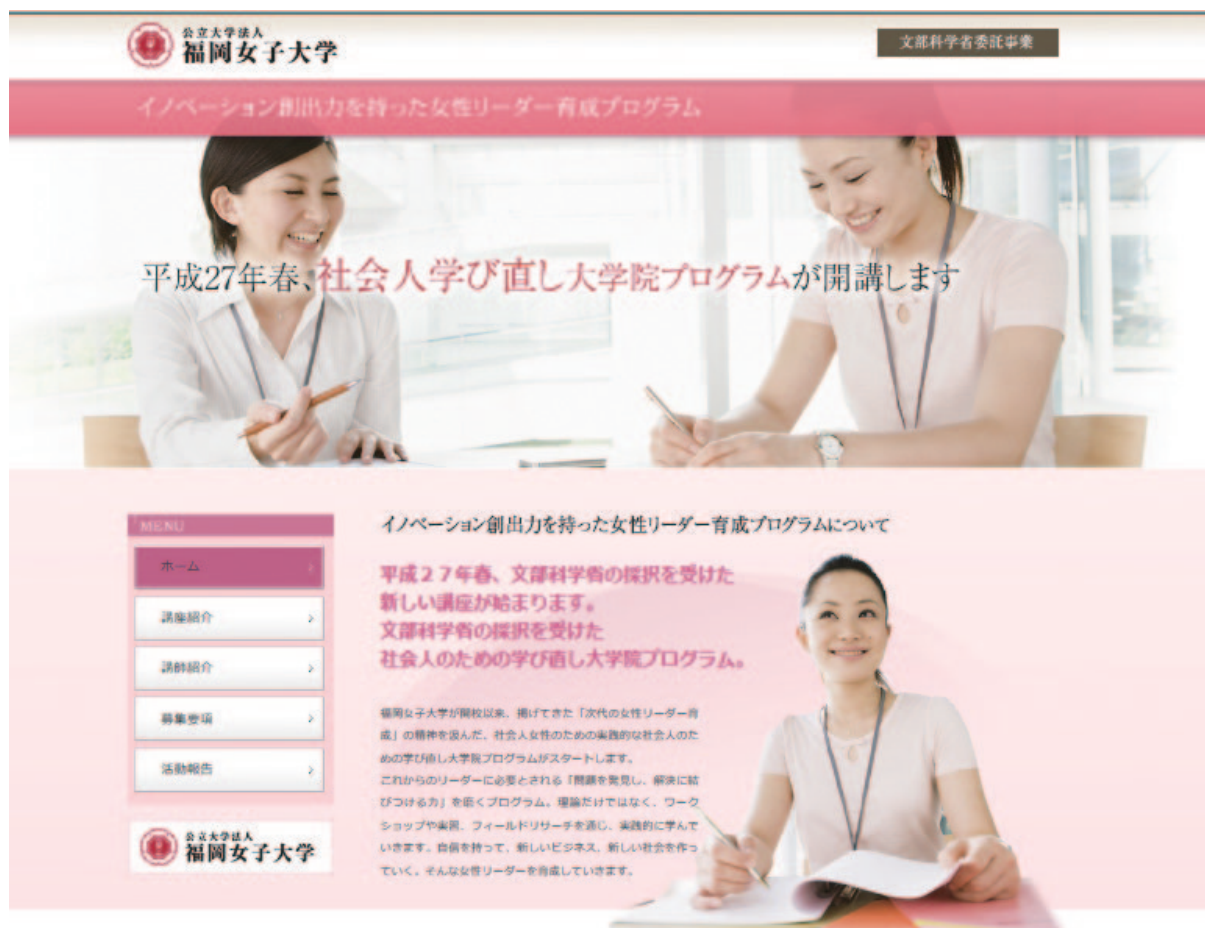 公立大学法人
福岡女子大学
文部科学省委託事業
イノベーション創出力を持った女性リーダー育成プログラム
平成27年春、社会人学び直し大学院プログラムが開講します
MENU
ホーム
講座紹介
講師紹介
募集要項
活動報告
公立大学法人
福岡女子大学
イノベーション創出力を持った女性リーダー育成プログラムについて
平成27年春、文部科学省の採択を受けた
新しい講座が始まります。
文部科学省の採択を受けた
社会人のための学び直し大学院プログラム。
福岡女子大学が開校以来、掲げてきた「次代の女性リーダー育
成」の精神を汲んだ、社会人女性のための実践的な社会人のた
めの学び直し大学院プログラムがスタートします。
これからのリーダーに必要とされる「問題を発見し、解決に結
びつける力」を磨くプログラム。理論だけではなく、ワーク
ショップや実習、フィールドリサーチを通じ、実践的に学んで
いきます。自信を持って、新しいビジネス、新しい社会を作っ
ていく。そんな女性リーダーを育成していきます。